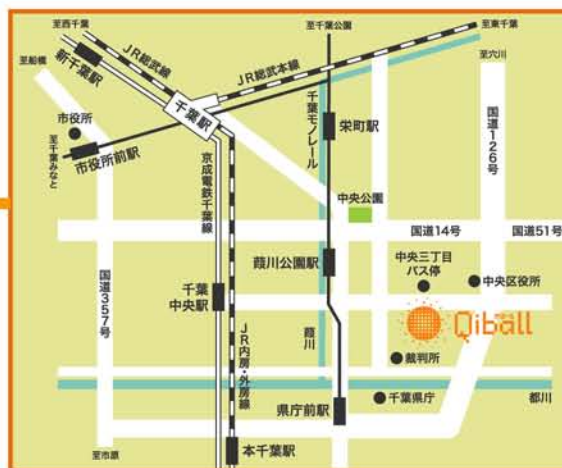 至西千葉
至千葉公園
至東千葉
JR総武線
至船橋
新千葉駅
JR総武本線
至穴川
千葉駅
市役所
千葉モノレール
栄町駅
国道126号
市役所前駅
至千葉みなと
京成電鉄千葉線
中央公園
国道14号
国道51号
国道357号
葭川公園駅
中央三丁目
バス停
中央区役所
千葉
中央駅
Qiball
JR内房・外房線
葭川
裁判所
千葉県庁
都川
県庁前駅
本千葉駅
至市原